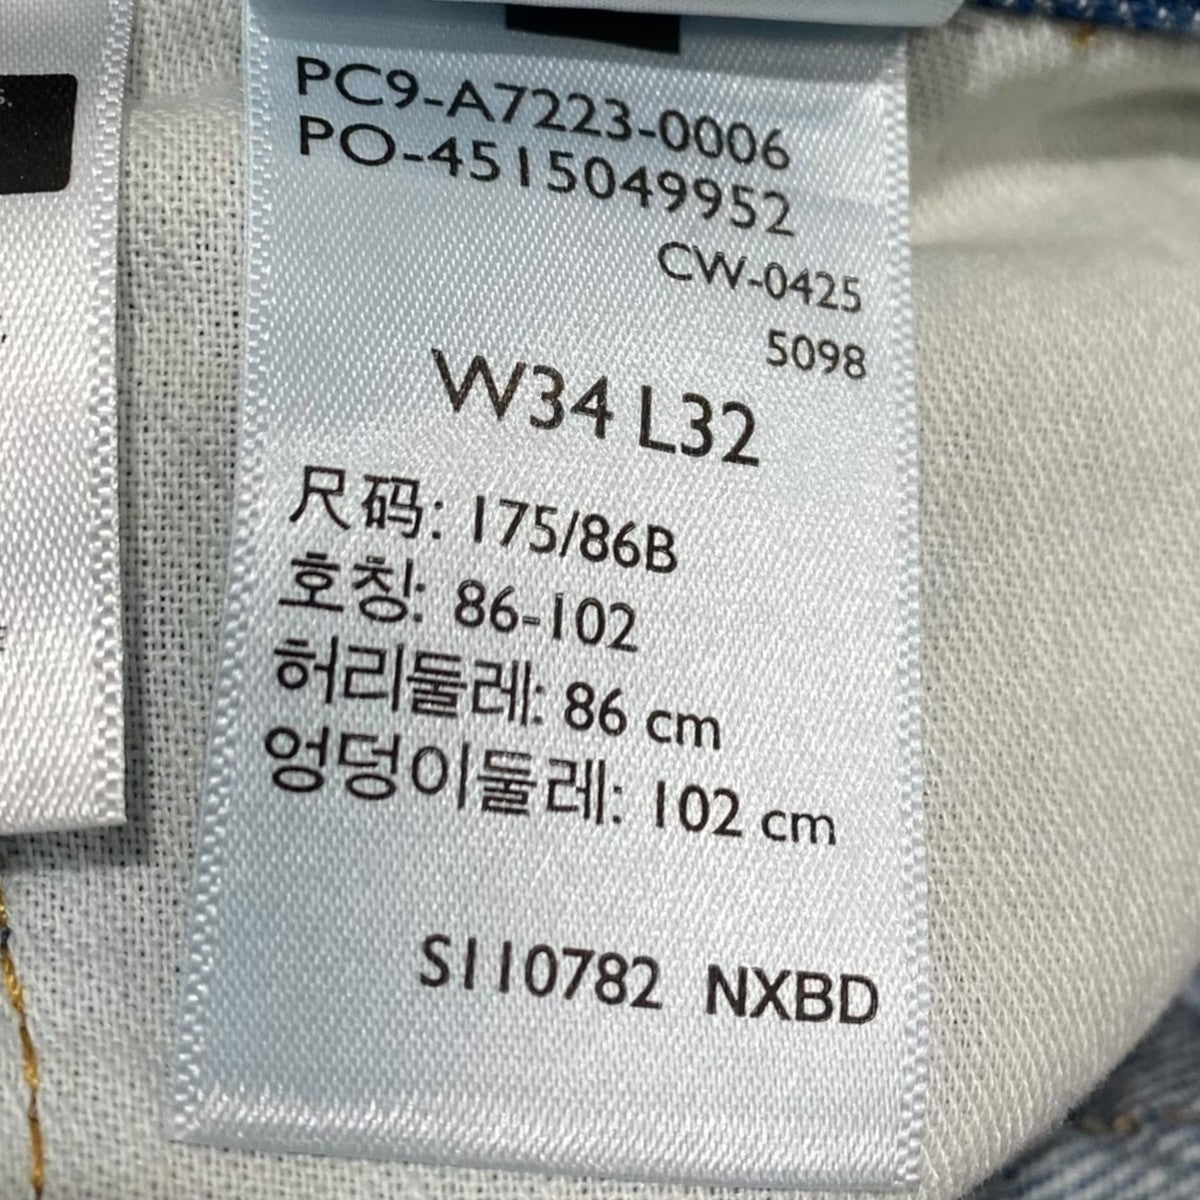 PC9-A7223-0006
PO-4515049952
CW-0425
5098
W34 L32
尺码: 175/86B
호칭: 86-102
허리둘레: 86 cm
엉덩이둘레: 102 cm
S110782 NXBD